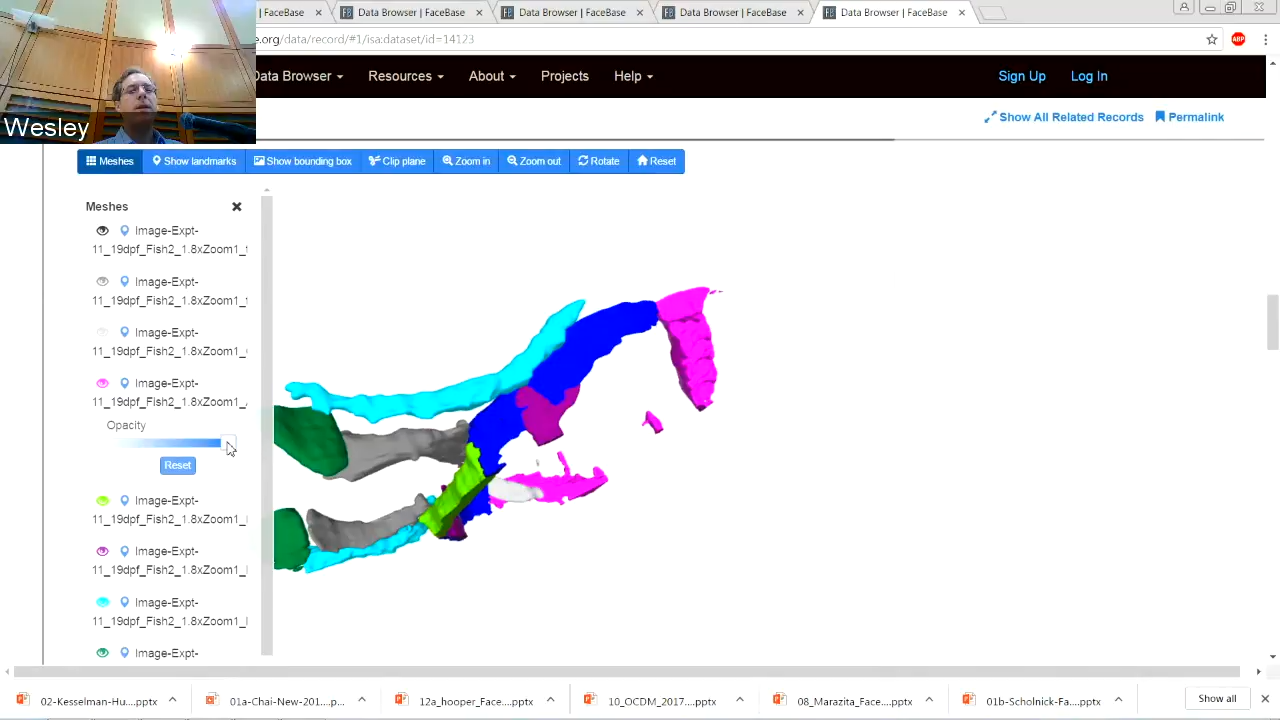 Data Browser | FaceBase
Data Browser | FaceBase
Data Browser | FaceBase
Data Browser | FaceBase
e.org/data/record/#1/isa:dataset/id=14123
ABP
Data Browser Resources About Projects Help Sign Up Log In
Wesley
Show All Related Records Permalink
Meshes Show landmarks Show bounding box Clip plane Zoom in Zoom out Rotate Reset
Meshes
Image-Expt-
11_19dpf_Fish2_1.8xZoom1_
Image-Expt-
11_19dpf_Fish2_1.8xZoom1_
Image-Expt-
11_19dpf_Fish2_1.8xZoom1_
Image-Expt-
11_19dpf_Fish2_1.8xZoom1_
Opacity
Reset
Image-Expt-
11_19dpf_Fish2_1.8xZoom1_
Image-Expt-
11_19dpf_Fish2_1.8xZoom1_
Image-Expt-
11_19dpf_Fish2_1.8xZoom1_
Image-Expt-
02-Kesselman-Hu....pptx 01a-Chai-New-201....pptx 12a_hooper_Face....pptx 10_OCDM_2017....pptx 08_Marazita_Face....pptx 01b-Scholnick-Fa....pptx Show all